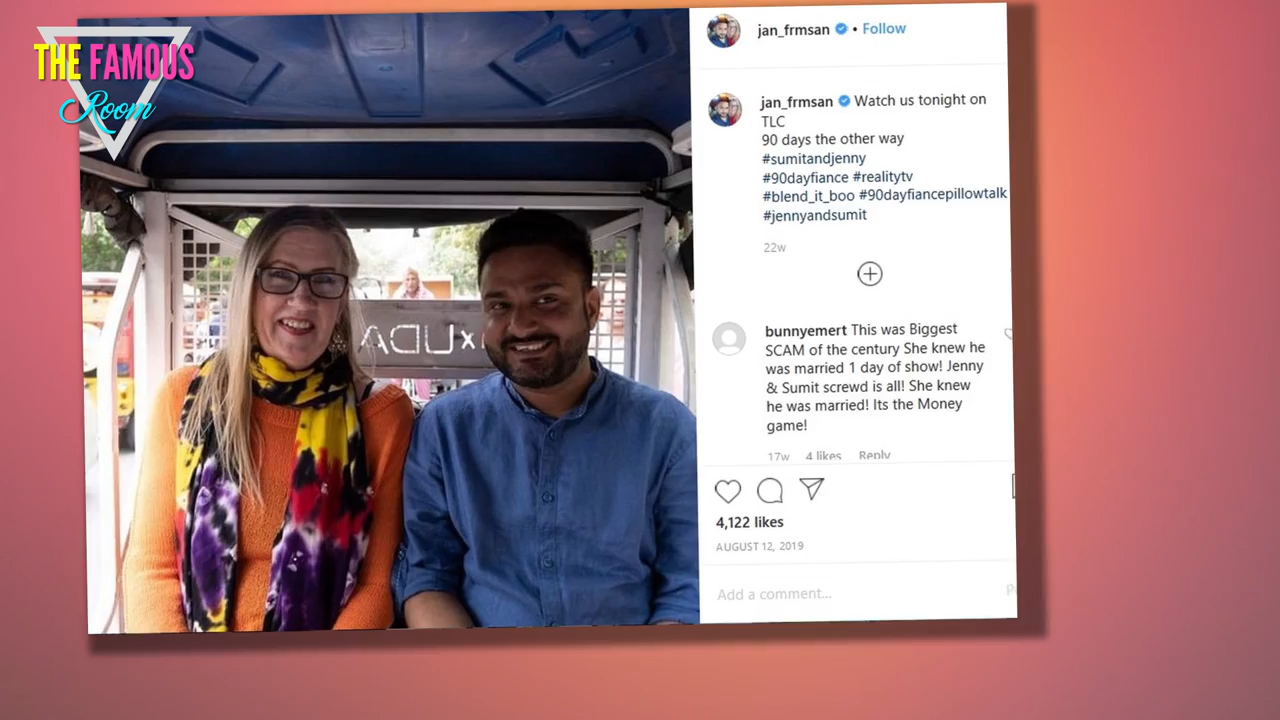 THE FAMOUS
Room
jan_frmsan • Follow
jan_frmsan Watch us tonight on
TLC
90 days the other way
#sumitandjenny
#90dayfiance #realitytv
#blend_it_boo #90dayfiancepillowtalk
#jennyandsumit
22w
bunnyemert This was Biggest
SCAM of the century She knew he
was married 1 day of show! Jenny
& Sumit screwd is all! She knew
he was married! Its the Money
game!
17w 4 likes Reply
4,122 likes
AUGUST 12, 2019
Add a comment...